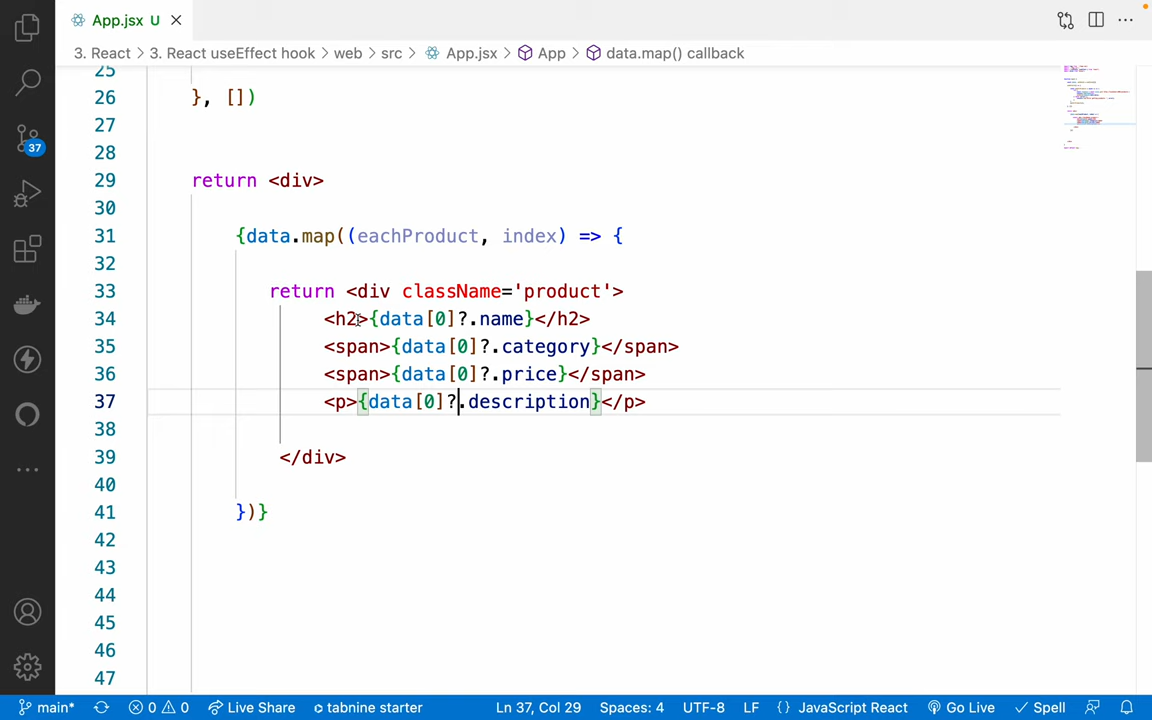 App.jsx U
3. React > 3. React useEffect hook > web > src > App.jsx > App > data.map() callback
25
26 }, [])
27
28
29 return <div>
30
31 {data.map((eachProduct, index) => {
32
33 return <div className='product'>
34 <h2>{data[0]?.name}</h2>
35 <span>{data[0]?.category}</span>
36 <span>{data[0]?.price}</span>
37 <p>{data[0]?.description}</p>
38
39 </div>
40
41 })}
42
43
44
45
46
47
37
main* 0 0 Live Share tabnine starter Ln 37, Col 29 Spaces: 4 UTF-8 LF {} JavaScript React Go Live Spell